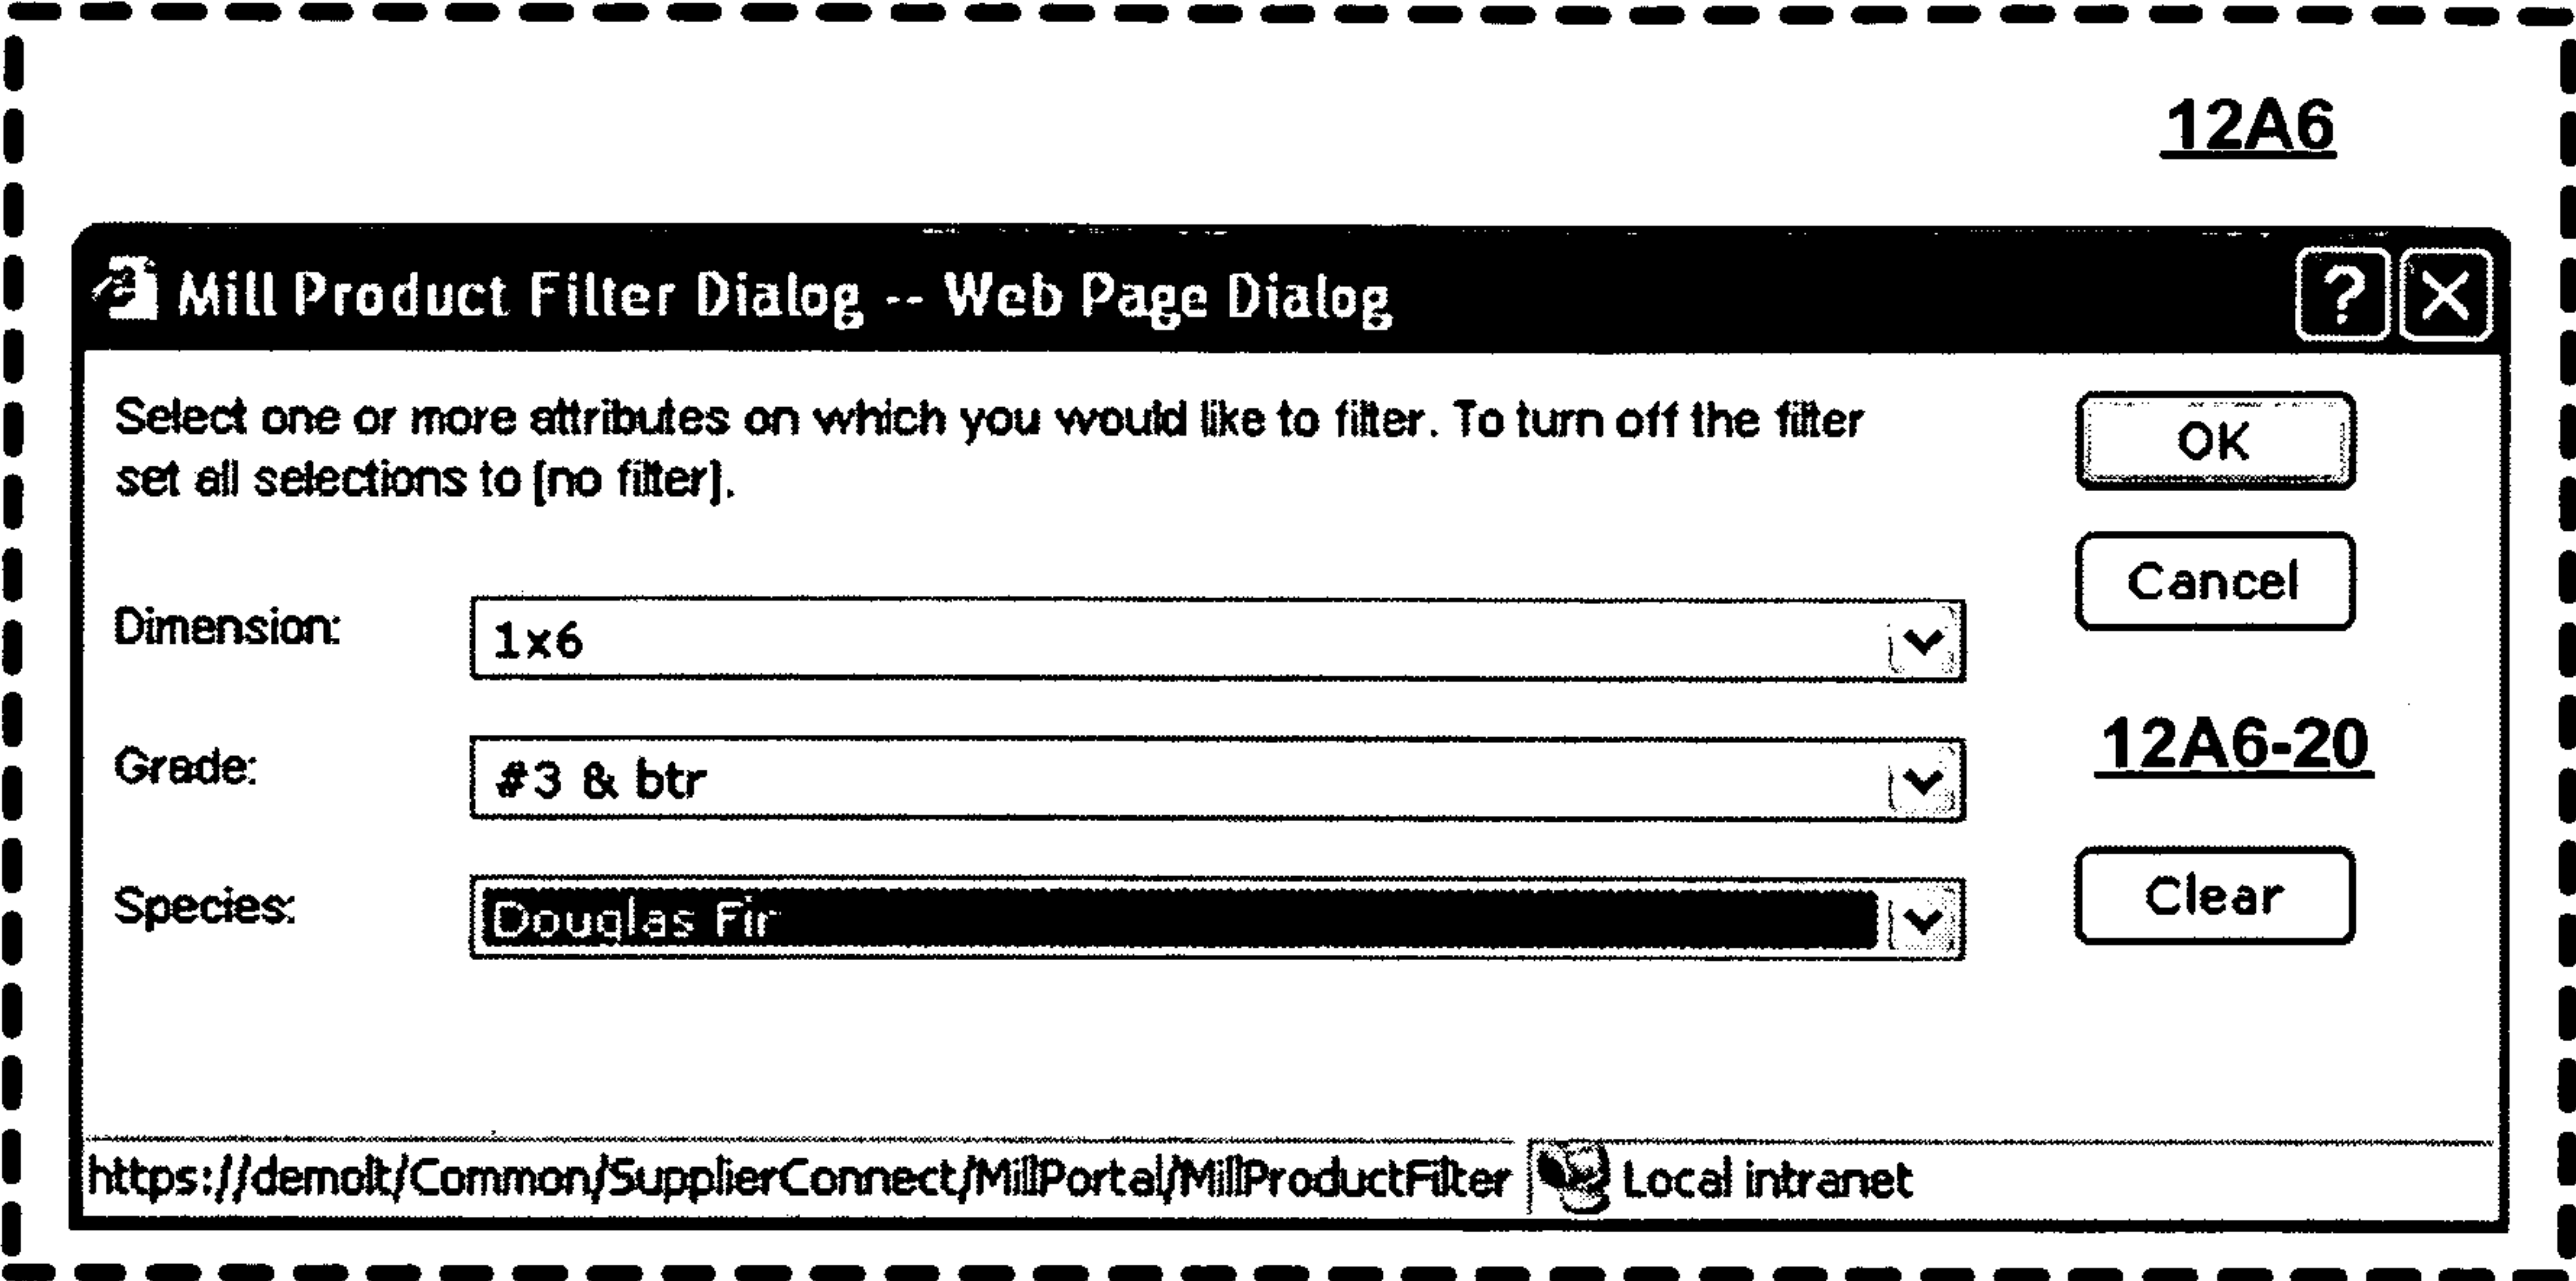 12A6
Mill Product Filter Dialog -- Web Page Dialog
Select one or more attributes on which you would like to filter. To turn off the filter
set all selections to [no filter].
OK
Cancel
Dimension: 1x6
Grade: #3 & btr
12A6-20
Species: Douglas Fir
Clear
https://demolt/Common/SupplierConnect/MillPortal/MillProductFilter Local intranet